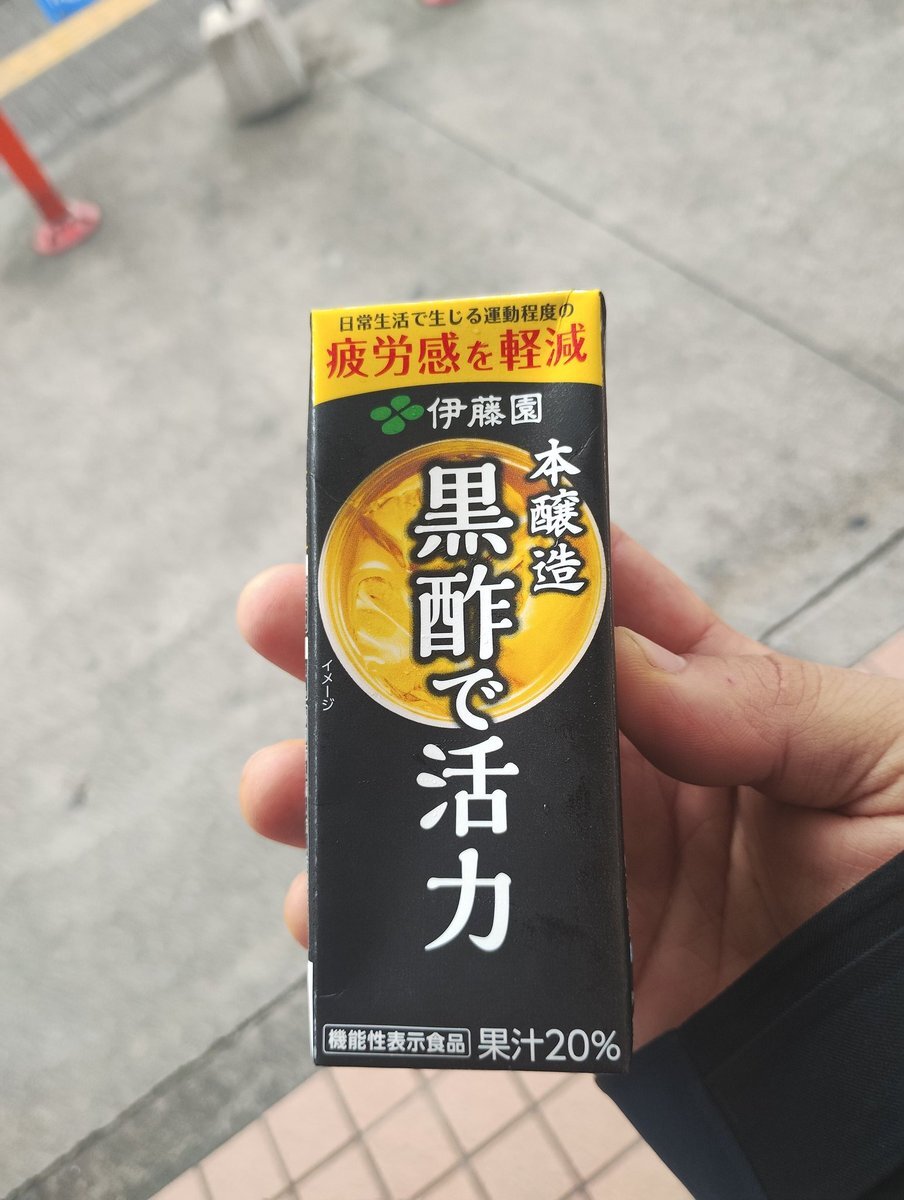 日常生活で生じる運動程度の
疲労感を軽減
伊藤園
本醸造
黒酢で活力
イメージ
機能性表示食品
果汁20%